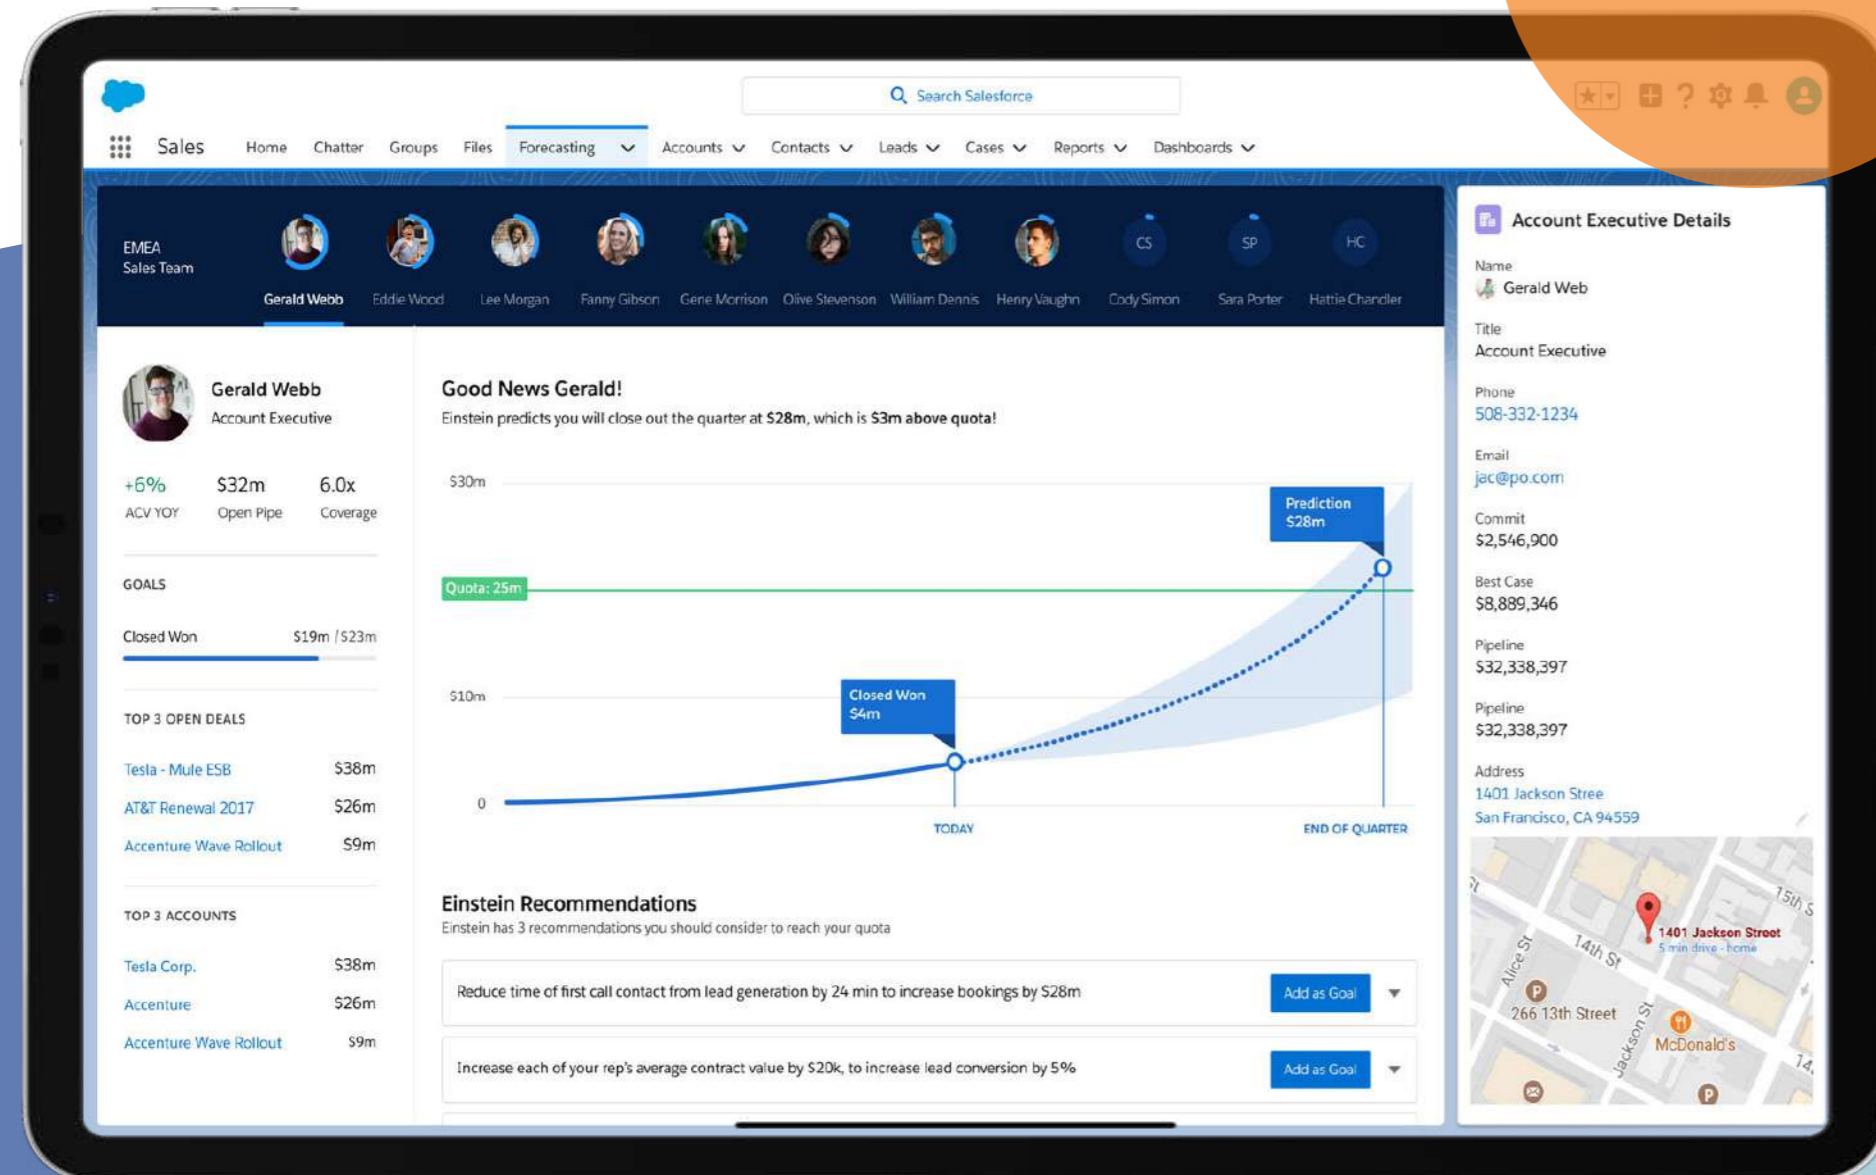 Search Salesforce
Sales Home Chatter Groups Files Forecasting Accounts Contacts Leads Cases Reports Dashboards
EMEA
Sales Team
CS SP HC
Gerald Webb Eddie Wood Lee Morgan Fanny Gibson Gene Morrison Olive Stevenson William Dennis Henry Vaughn Cody Simon Sara Porter Hattie Chandler
Gerald Webb
Account Executive
+6% $32m 6.0x
ACV YOY Open Pipe Coverage
GOALS
Closed Won $19m / $23m
TOP 3 OPEN DEALS
Tesla - Mule ESB $38m
AT&T Renewal 2017 $26m
Accenture Wave Rollout $9m
TOP 3 ACCOUNTS
Tesla Corp. $38m
Accenture $26m
Accenture Wave Rollout $9m
Good News Gerald!
Einstein predicts you will close out the quarter at $28m, which is $3m above quota!
$30m
Prediction
$28m
Quota: 25m
$10m
Closed Won
$4m
0
TODAY
END OF QUARTER
Einstein Recommendations
Einstein has 3 recommendations you should consider to reach your quota
Reduce time of first call contact from lead generation by 24 min to increase bookings by $28m
Add as Goal
Increase each of your rep's average contract value by $20k, to increase lead conversion by 5%
Add as Goal
Account Executive Details
Name
Gerald Web
Title
Account Executive
Phone
508-332-1234
Email
jac@po.com
Commit
$2,546,900
Best Case
$8,889,346
Pipeline
$32,338,397
Pipeline
$32,338,397
Address
1401 Jackson Stree
San Francisco, CA 94559
15th S
1401 Jackson Street
5 min drive - home
14th St
Alice St
P
266 13th Street
Jackson St
McDonald's
14
P